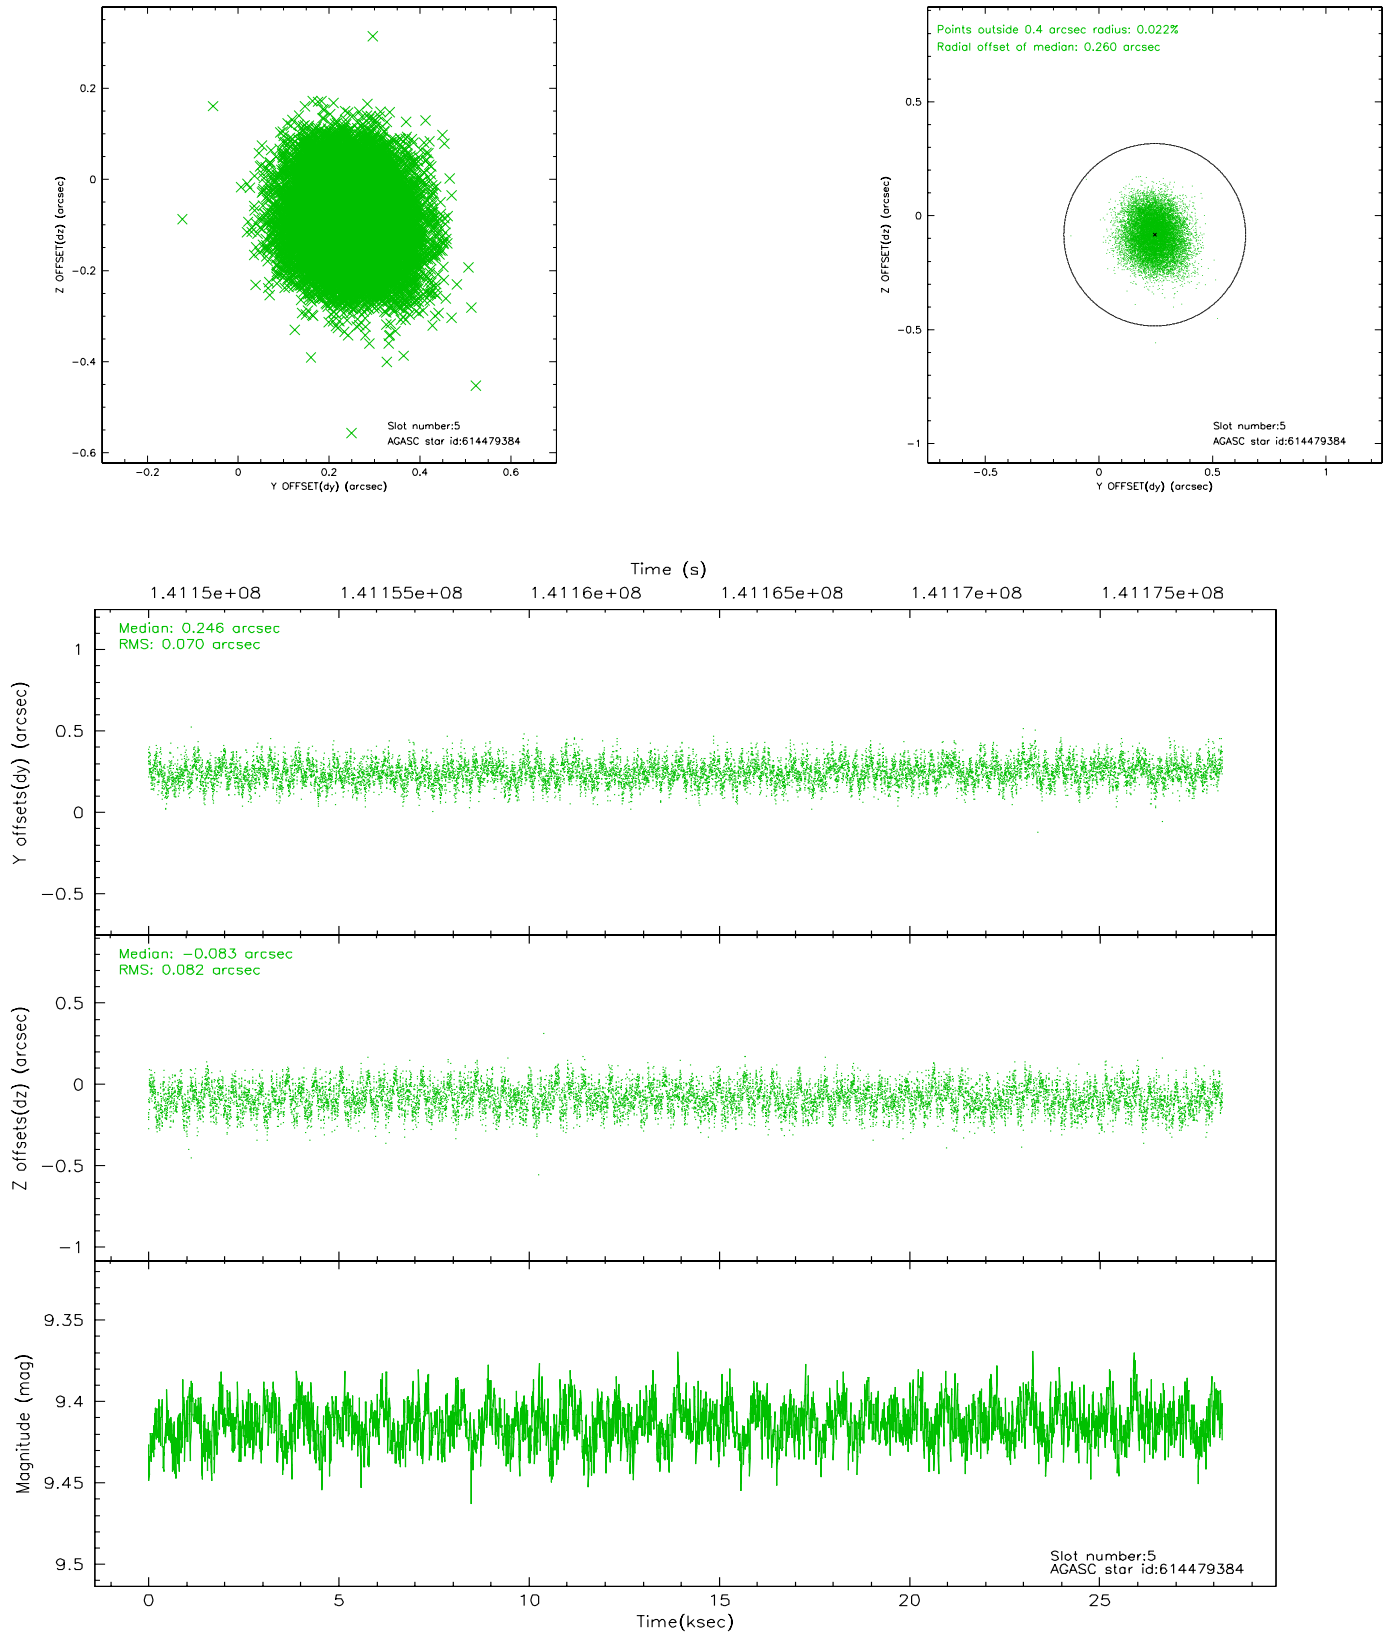 0.2
0
−0.2
−0.4
−0.6
Z OFFSET(dz) (arcsec)
Slot number:5
AGASC star id:614479384
−0.2
0
0.2
0.4
0.6
Y OFFSET(dy) (arcsec)
Points outside 0.4 arcsec radius: 0.022%
Radial offset of median: 0.260 arcsec
0.5
0
−0.5
−1
Z OFFSET(dz) (arcsec)
Slot number:5
AGASC star id:614479384
−0.5
0
0.5
1
Y OFFSET(dy) (arcsec)
Time (s)
1.4115e+08
1.41155e+08
1.4116e+08
1.41165e+08
1.4117e+08
1.41175e+08
Median: 0.246 arcsec
RMS: 0.070 arcsec
1
0.5
0
−0.5
Y offsets(dy) (arcsec)
Median: −0.083 arcsec
RMS: 0.082 arcsec
0.5
0
−0.5
−1
Z offsets(dz) (arcsec)
9.35
9.4
9.45
9.5
Magnitude (mag)
Slot number:5
AGASC star id:614479384
0
5
10
15
20
25
Time(ksec)